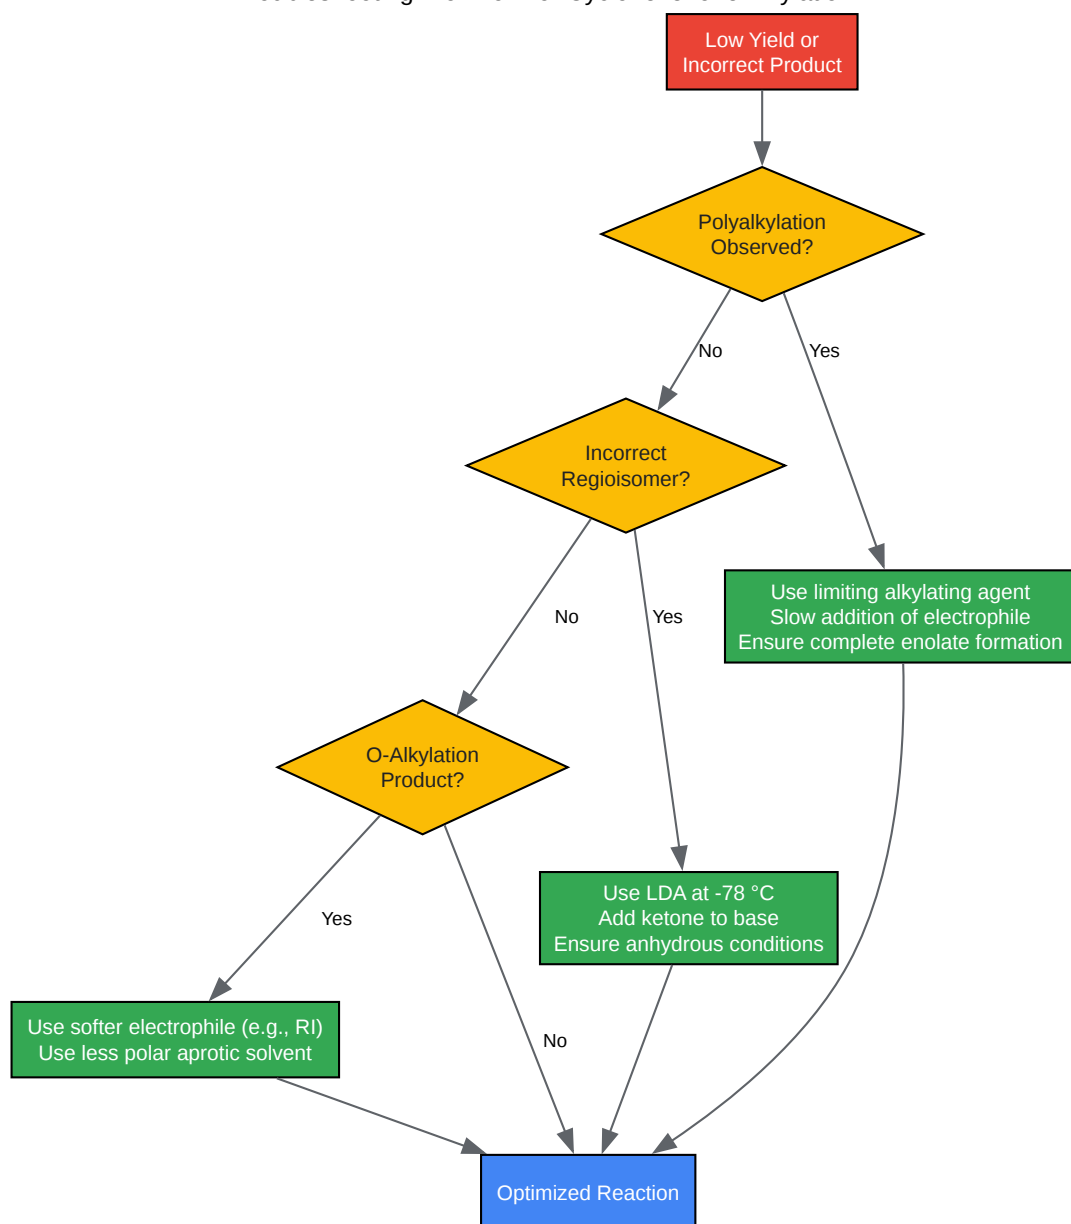 Low Yield or
Incorrect Product
Polyalkylation
Observed?
No
Yes
Incorrect
Regioisomer?
Use limiting alkylating agent
Slow addition of electrophile
Ensure complete enolate formation
No
Yes
O-Alkylation
Product?
Use LDA at -78 °C
Add ketone to base
Ensure anhydrous conditions
Yes
No
Use softer electrophile (e.g., RI)
Use less polar aprotic solvent
Optimized Reaction